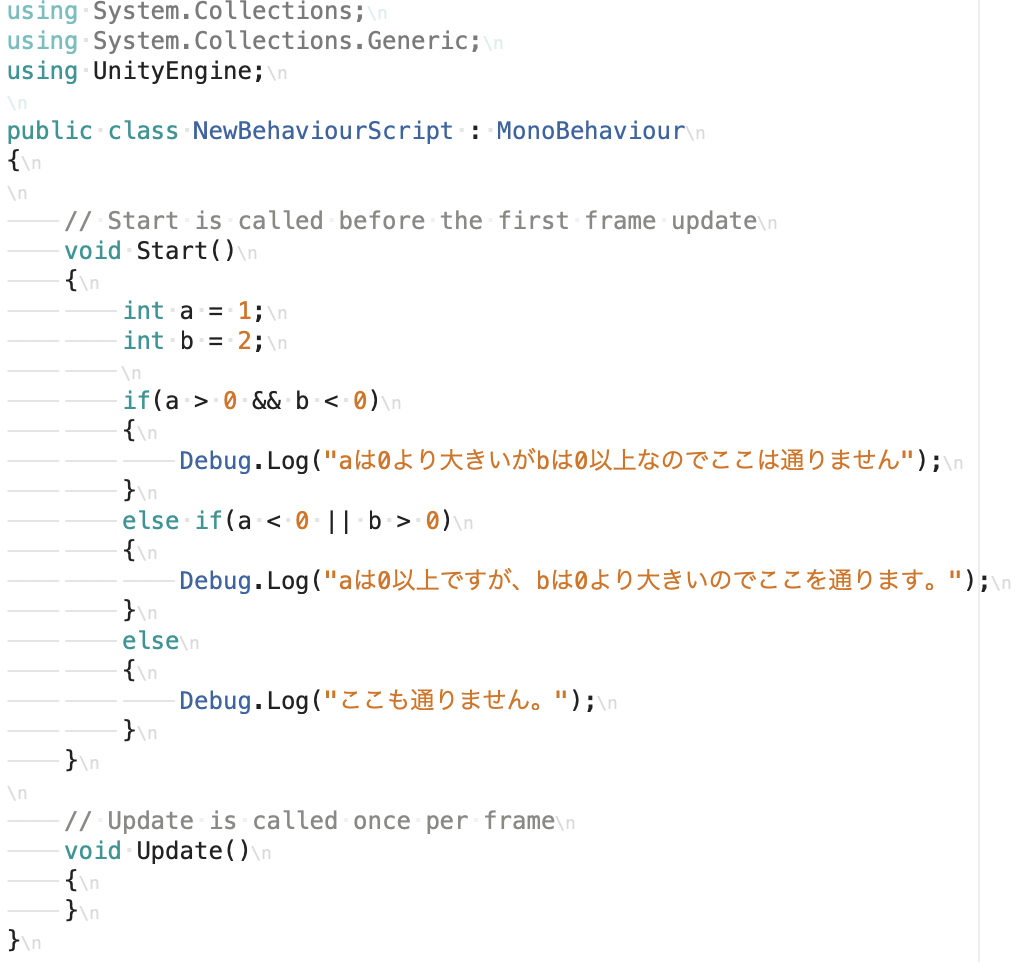 using System.Collections;\n
using System.Collections.Generic;\n
using UnityEngine;\n
\n
public class NewBehaviourScript : MonoBehaviour\n
{\n
\n
// Start is called before the first frame update\n
void Start()\n
{\n
int a = 1;\n
int b = 2;\n
\n
if(a > 0 && b < 0)\n
{\n
Debug.Log("aは0より大きいがbは0以上なのでここは通りません");\n
}\n
else if(a < 0 || b > 0)\n
{\n
Debug.Log("aは0以上ですが、bは0より大きいのでここを通ります。");\n
}\n
else\n
{\n
Debug.Log("ここも通りません。");\n
}\n
}\n
\n
// Update is called once per frame\n
void Update()\n
{\n
}\n
}\n